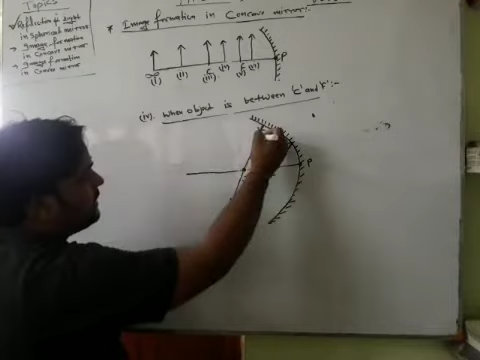 Topics
✓ Reflection of light
in Spherical mirrors
→ Image formation
in Concave mirror
→ Image formation
in Convex mirror
* Image formation in Concave mirror:-
P
(ii) (iii) C (iv) F (vi)
(v)
(iv). When object is between 'C' and 'F' :-
P